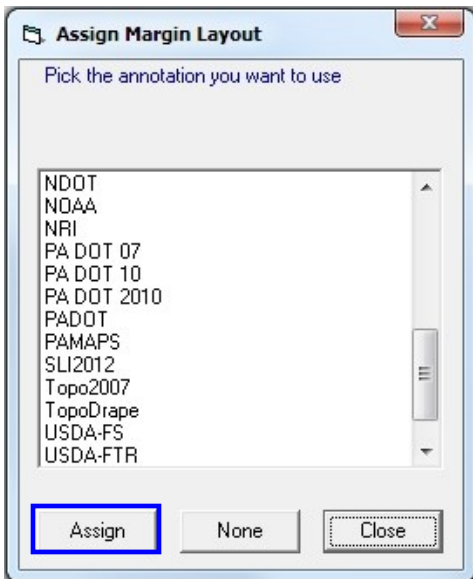 Assign Margin Layout
Pick the annotation you want to use
NDOT
NOAA
NRI
PA DOT 07
PA DOT 10
PA DOT 2010
PADOT
PAMAPS
SLI2012
Topo2007
TopoDrape
USDA-FS
USDA-FTR
Assign None Close